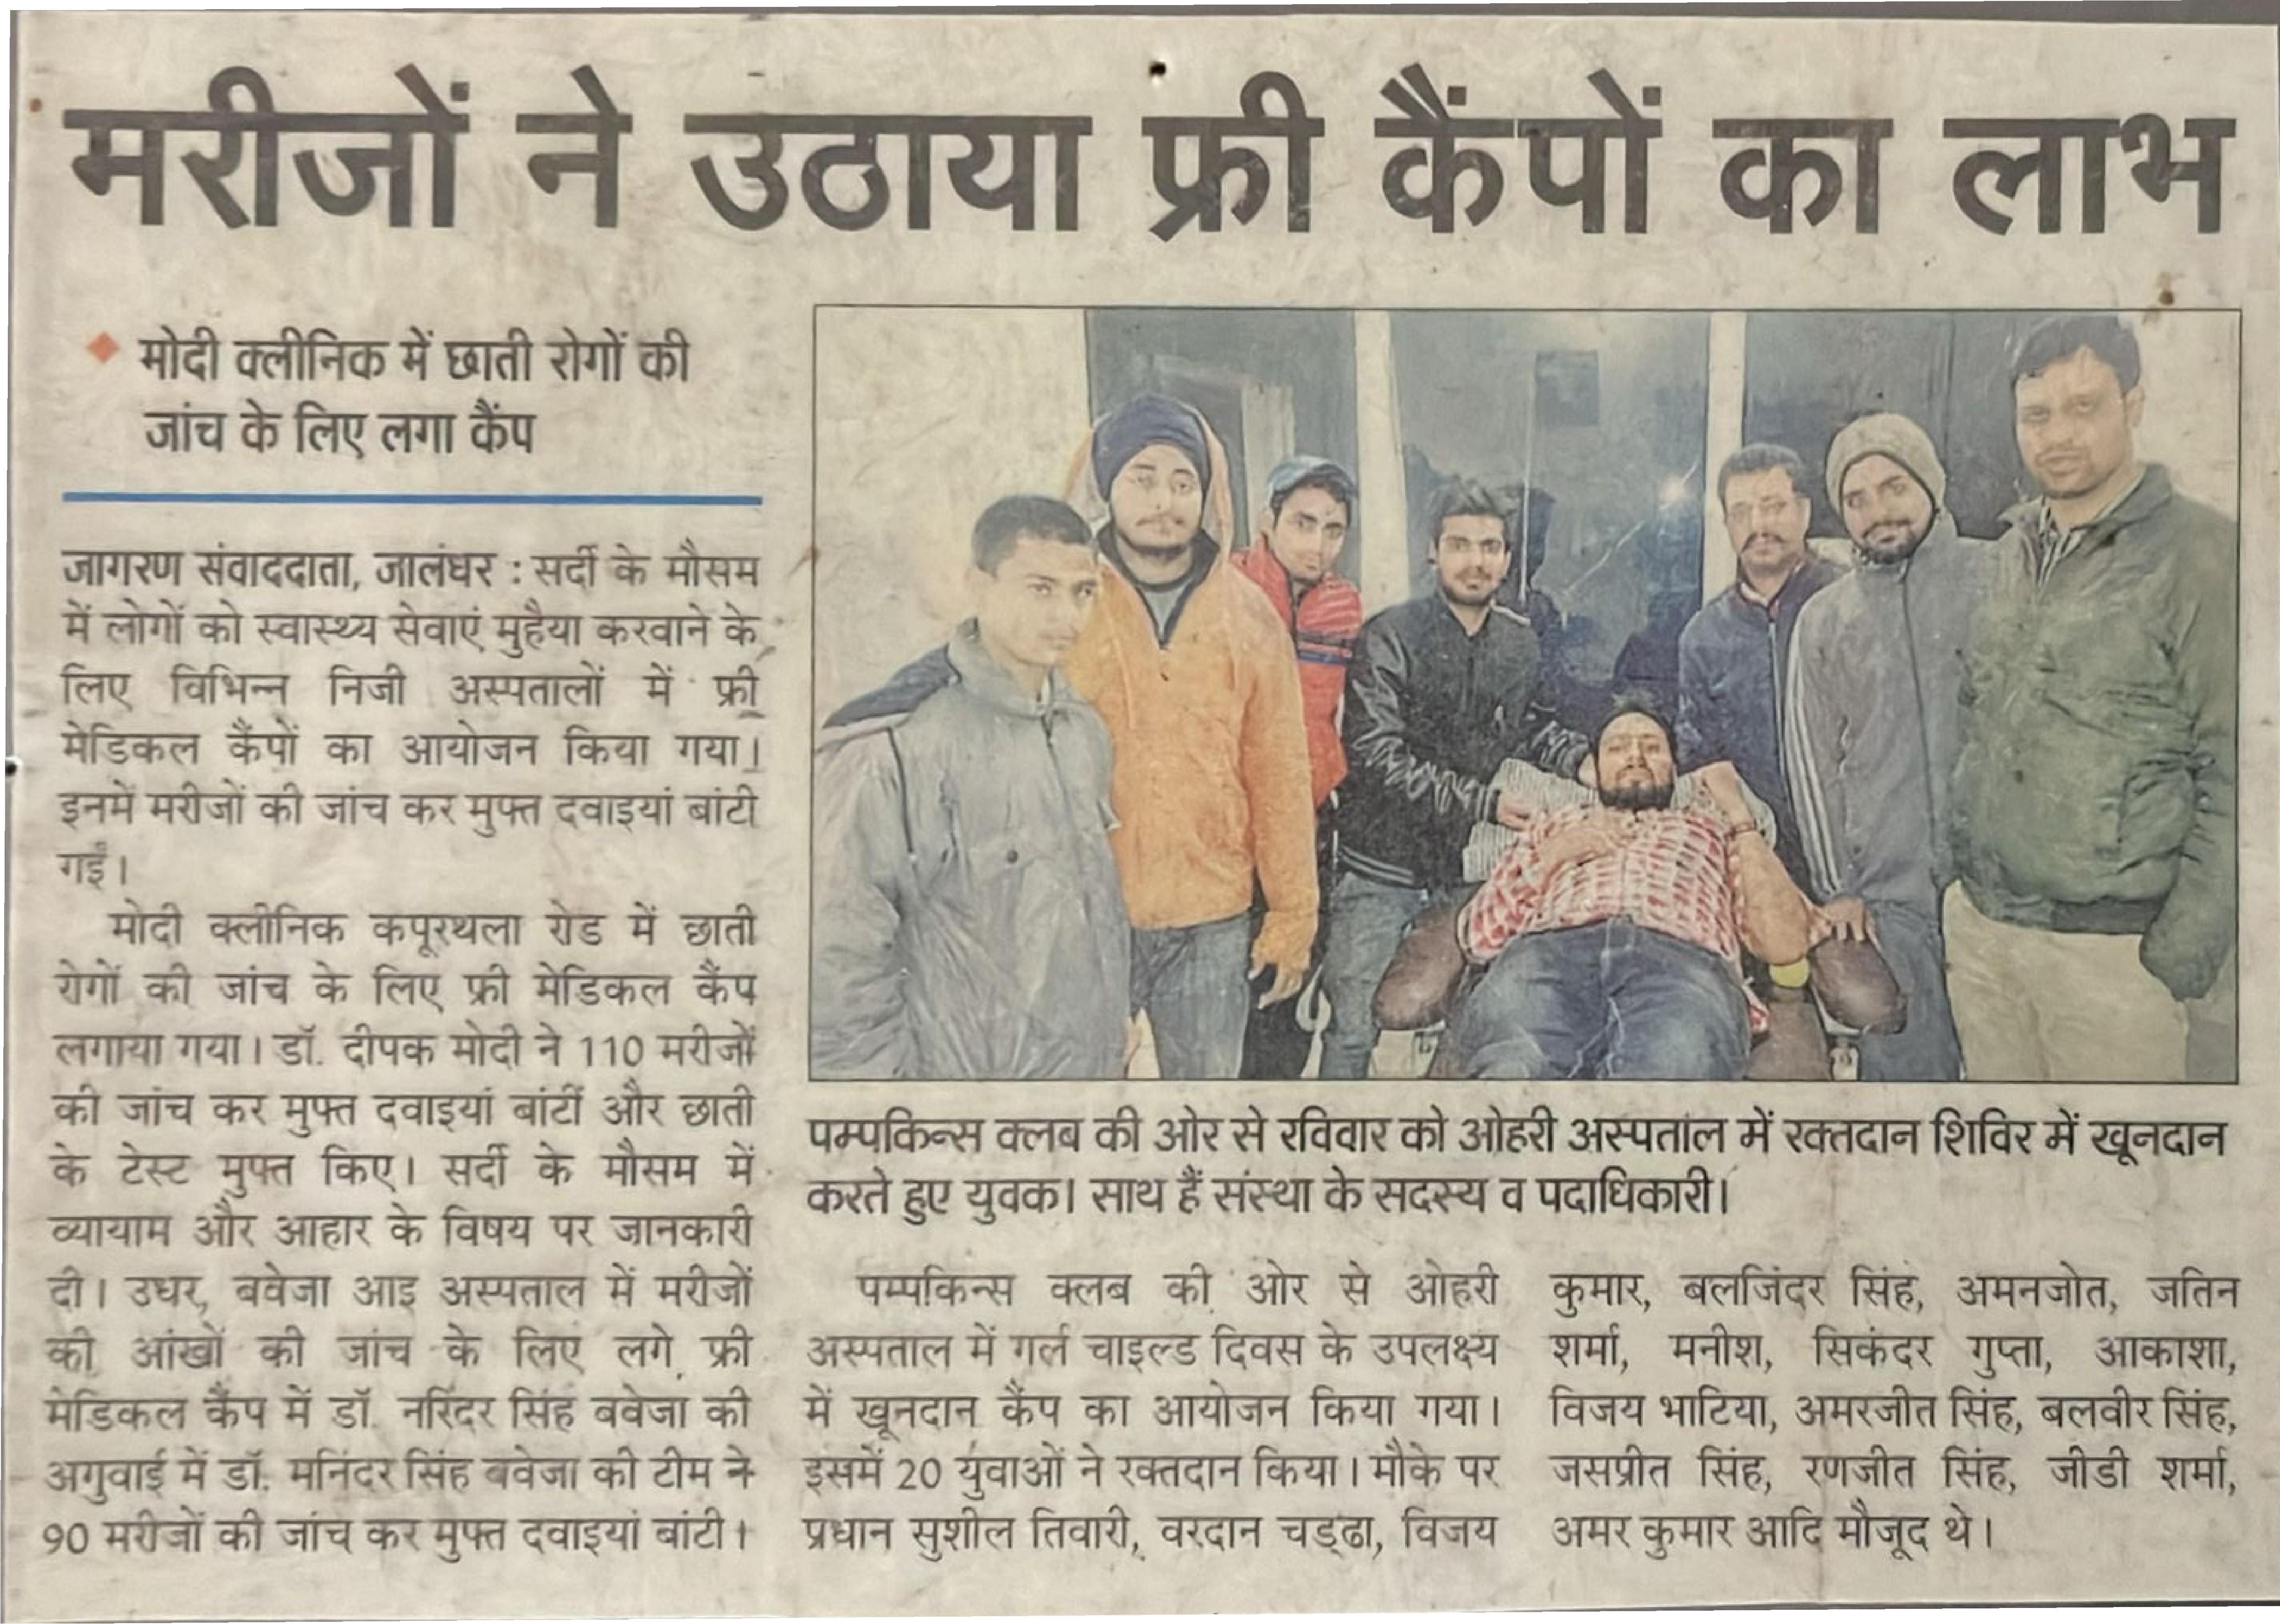 मरीजों ने उठाया फ्री कैंपों का लाभ
मोदी क्लीनिक में छाती रोगों की
जांच के लिए लगा कैंप
जागरण संवाददाता, जालंधर : सर्दी के मौसम
में लोगों को स्वास्थ्य सेवाएं मुहैया करवाने के
लिए विभिन्न निजी अस्पतालों में फ्री
मेडिकल कैंपों का आयोजन किया गया।
इनमें मरीजों की जांच कर मुफ्त दवाइयां बांटी
गईं।
मोदी क्लीनिक कपूरथला रोड में छाती
रोगों की जांच के लिए फ्री मेडिकल कैंप
लगाया गया। डॉ. दीपक मोदी ने 110 मरीजों
की जांच कर मुफ्त दवाइयां बांटीं और छाती
के टेस्ट मुफ्त किए। सर्दी के मौसम में
व्यायाम और आहार के विषय पर जानकारी
दी। उधर, बवेजा आइ अस्पताल में मरीजों
की आंखों की जांच के लिए लगे फ्री
मेडिकल कैंप में डॉ. नरिंदर सिंह बवेजा की
अगुवाई में डॉ. मनिंदर सिंह बवेजा की टीम ने
90 मरीजों की जांच कर मुफ्त दवाइयां बांटी।
पम्पकिन्स क्लब की ओर से रविवार को ओहरी अस्पताल में रक्तदान शिविर में खूनदान
करते हुए युवक। साथ हैं संस्था के सदस्य व पदाधिकारी।
पम्पकिन्स क्लब की ओर से ओहरी
अस्पताल में गर्ल चाइल्ड दिवस के उपलक्ष्य
में खूनदान कैंप का आयोजन किया गया।
इसमें 20 युवाओं ने रक्तदान किया। मौके पर
प्रधान सुशील तिवारी, वरदान चड्ढा, विजय
कुमार, बलजिंदर सिंह, अमनजोत, जतिन
शर्मा, मनीश, सिकंदर गुप्ता, आकाशा,
विजय भाटिया, अमरजीत सिंह, बलवीर सिंह,
जसप्रीत सिंह, रणजीत सिंह, जीडी शर्मा,
अमर कुमार आदि मौजूद थे।